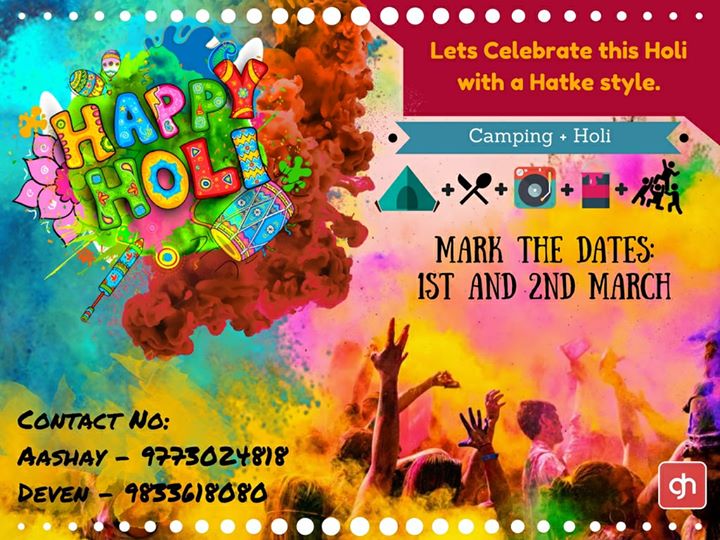 HAPPY
HOLI
Lets Celebrate this Holi
with a Hatke style.
Camping + Holi
+ + + +
MARK THE DATES:
1ST AND 2ND MARCH
CONTACT NO:
AASHAY - 9773024818
DEVEN - 9833618080
gh